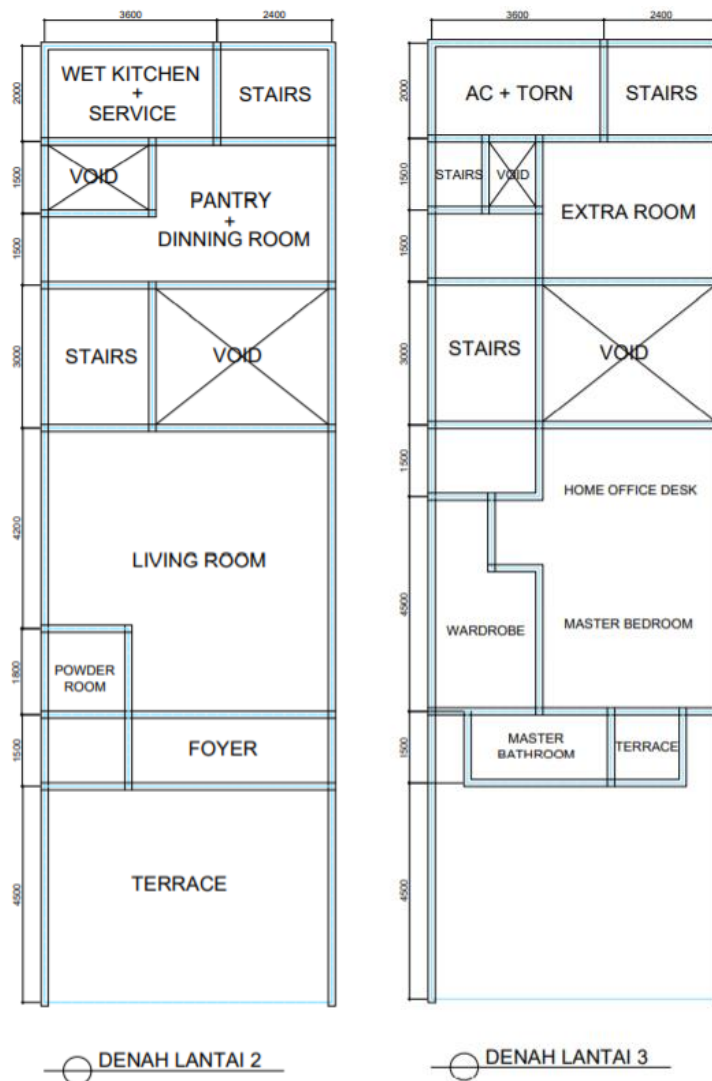 3600
2400
3600
2400
2000
WET KITCHEN
+
SERVICE
STAIRS
1500
VOID
1500
PANTRY
+
DINNING ROOM
3000
STAIRS
VOID
4200
LIVING ROOM
1800
POWDER
ROOM
1500
FOYER
4500
TERRACE
DENAH LANTAI 2
2000
AC + TORN
STAIRS
1500
STAIRS
VOID
1500
EXTRA ROOM
3000
STAIRS
VOID
1500
HOME OFFICE DESK
4500
WARDROBE
MASTER BEDROOM
1500
MASTER
BATHROOM
TERRACE
4500
DENAH LANTAI 3